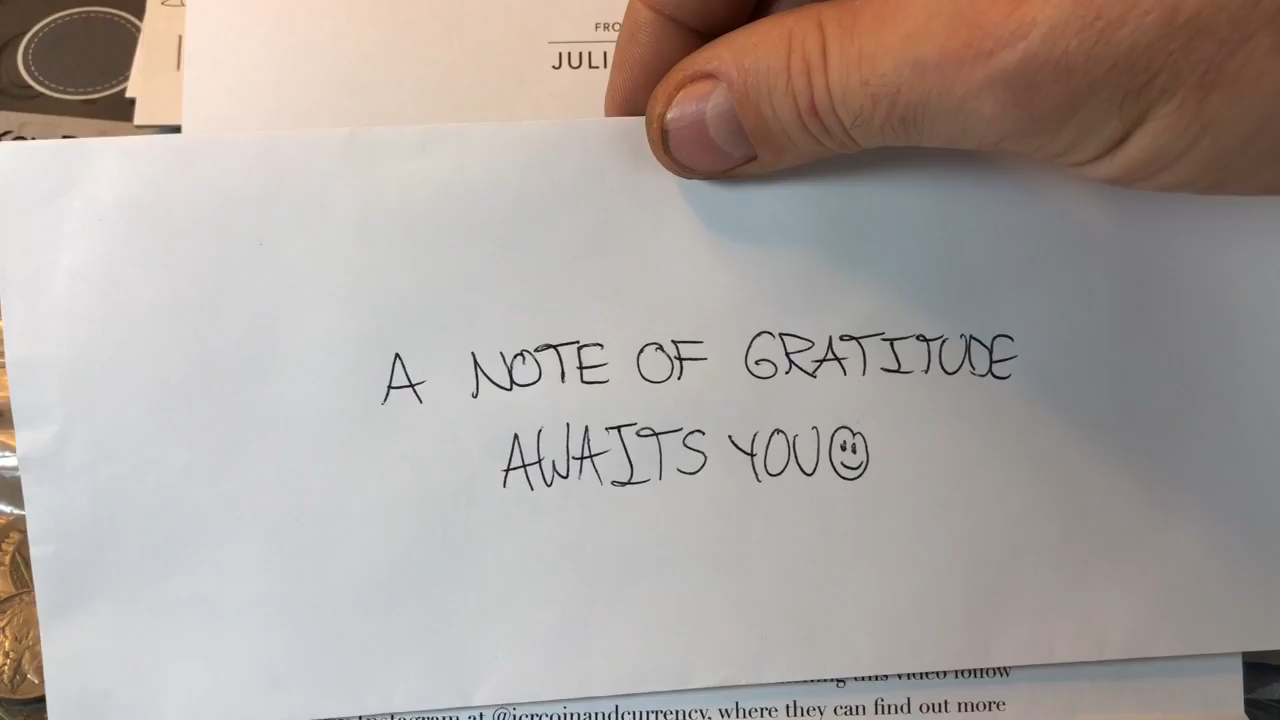 FRO
JULI
A NOTE OF GRATITUDE
AWAITS YOU☺
this video follow
Instagram at @jcrcoinandcurrency, where they can find out more